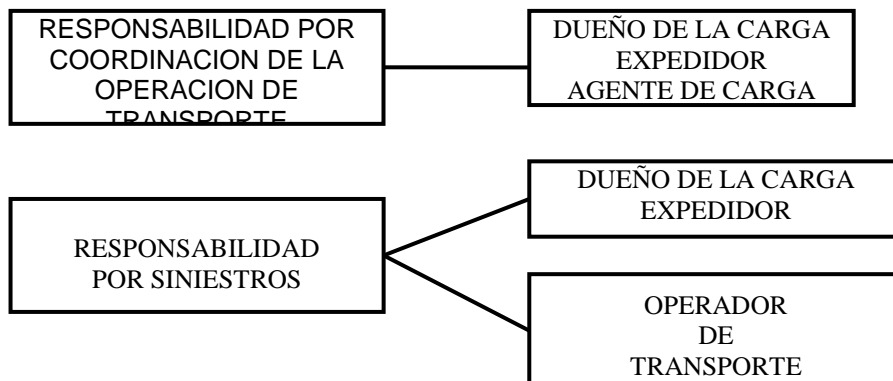 RESPONSABILIDAD POR
COORDINACION DE LA
OPERACION DE
TRANSPORTE
DUEÑO DE LA CARGA
EXPEDIDOR
AGENTE DE CARGA
RESPONSABILIDAD
POR SINIESTROS
DUEÑO DE LA CARGA
EXPEDIDOR
OPERADOR
DE
TRANSPORTE